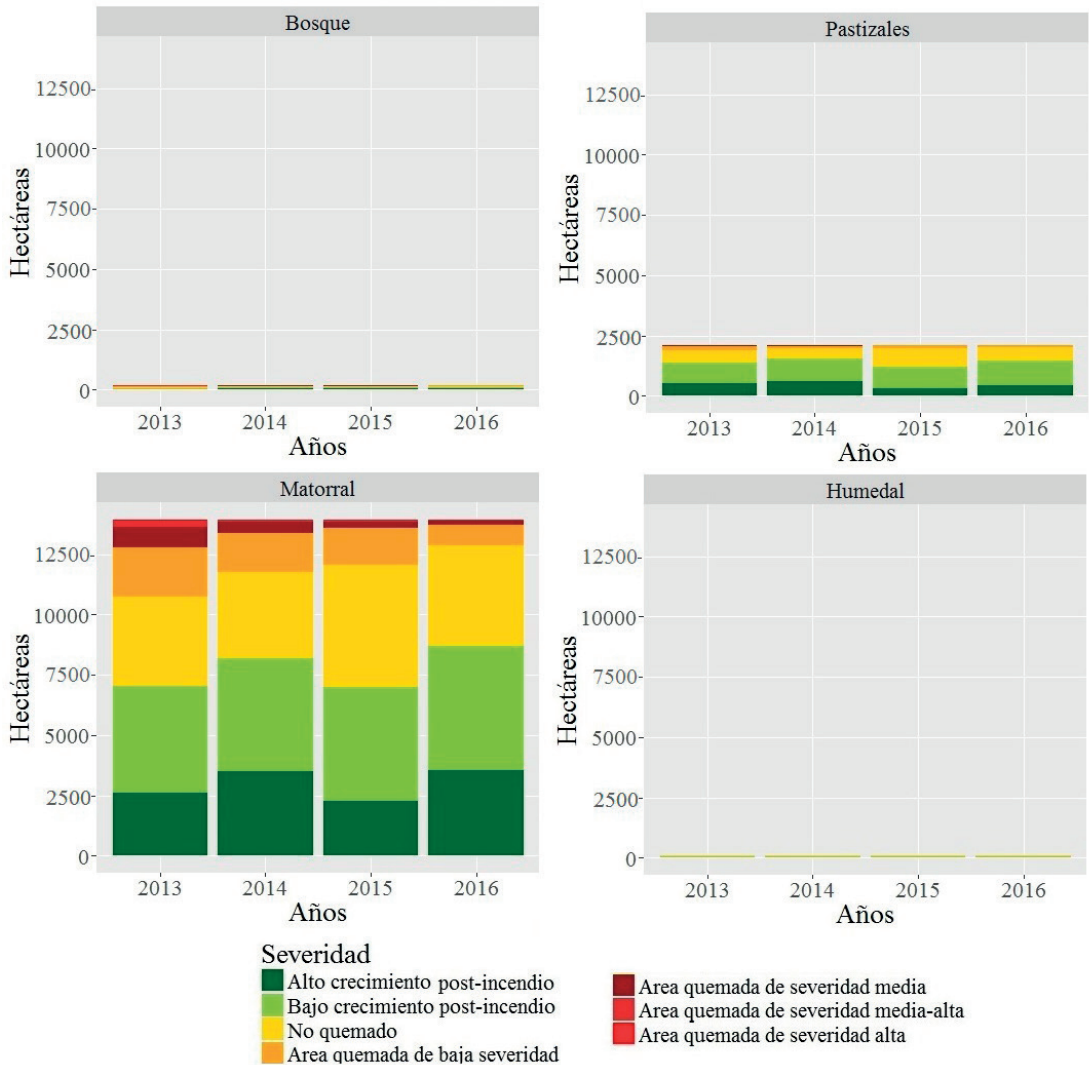 Bosque
Hectáreas
12500
10000
7500
5000
2500
0
2013 2014 2015 2016
Años
Pastizales
Hectáreas
12500
10000
7500
5000
2500
0
2013 2014 2015 2016
Años
Matorral
Hectáreas
12500
10000
7500
5000
2500
0
2013 2014 2015 2016
Años
Humedal
Hectáreas
12500
10000
7500
5000
2500
0
2013 2014 2015 2016
Años
Severidad
Alto crecimiento post-incendio
Bajo crecimiento post-incendio
No quemado
Area quemada de baja severidad
Area quemada de severidad media
Area quemada de severidad media-alta
Area quemada de severidad alta